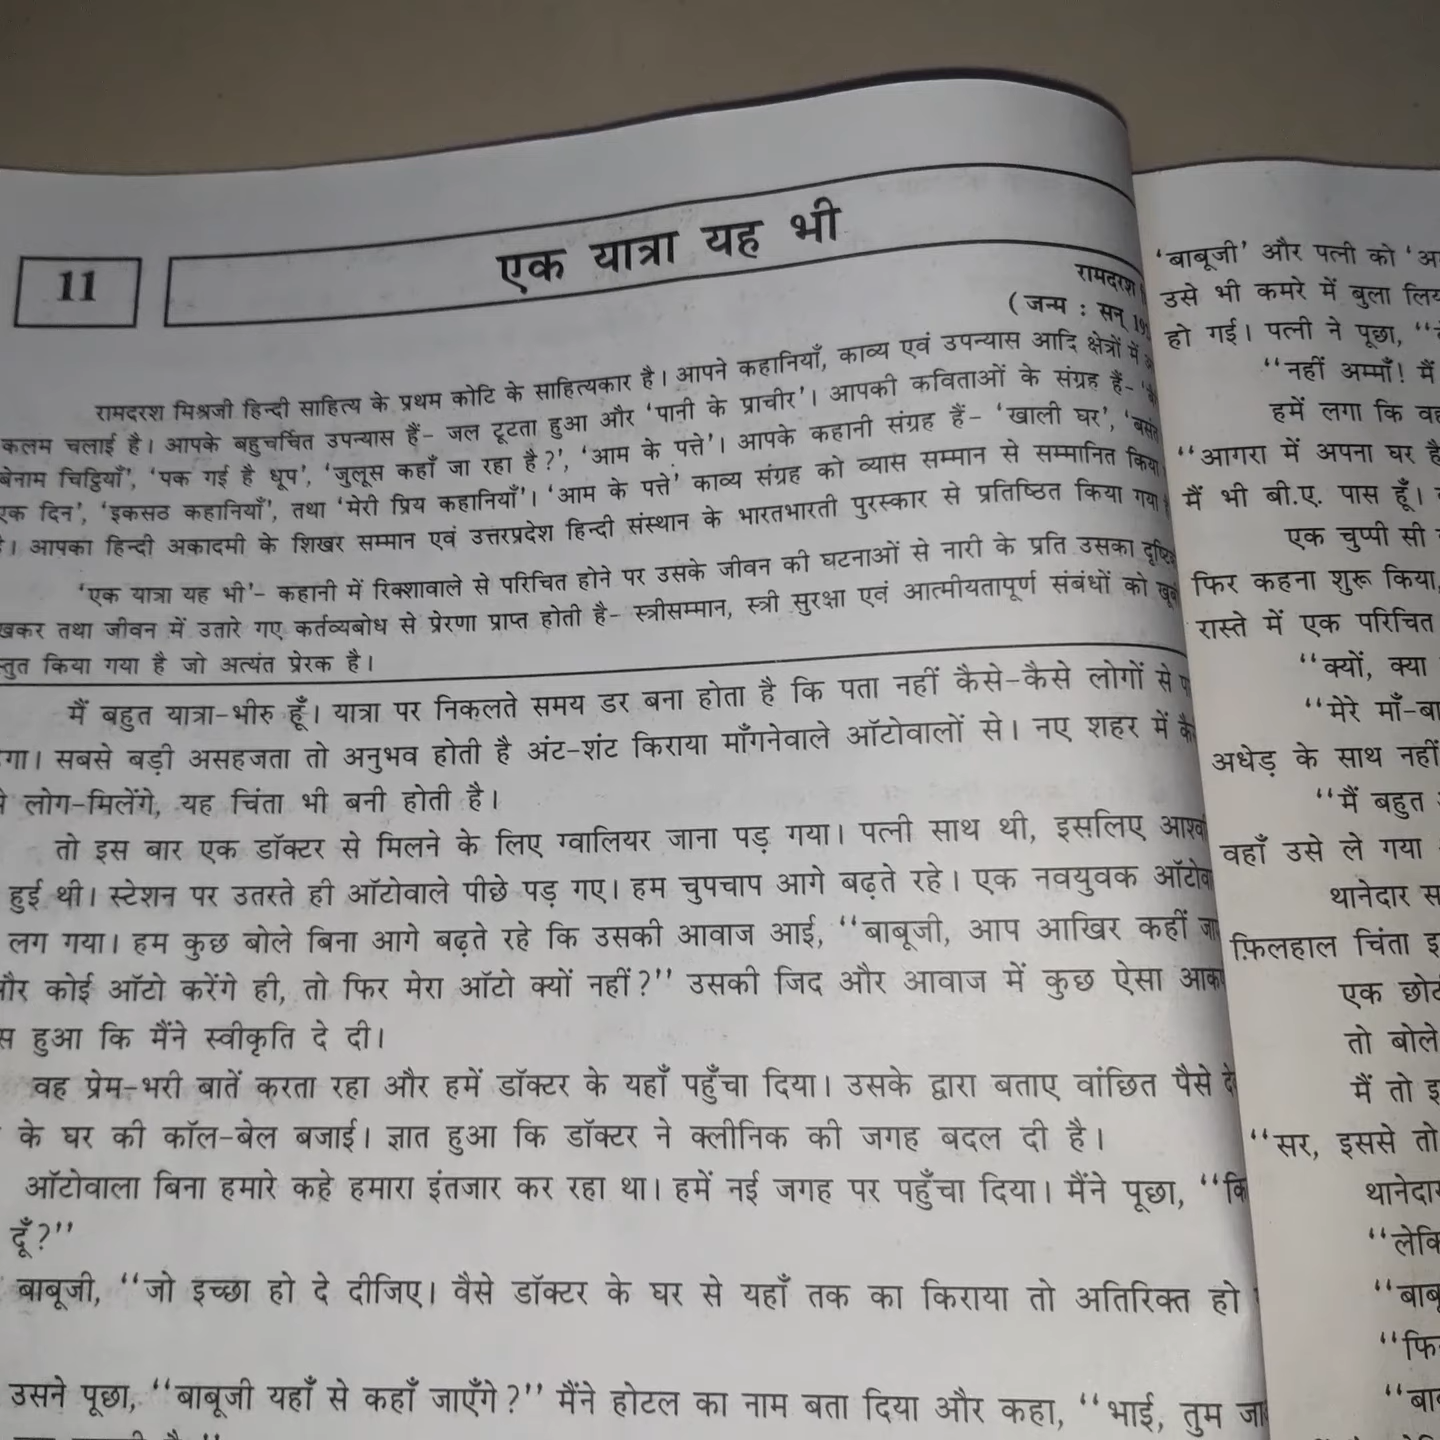 11
एक यात्रा यह भी
रामदरश
( जन्म : सन्
रामदरश मिश्रजी हिन्दी साहित्य के प्रथम कोटि के साहित्यकार है। आपने कहानियाँ, काव्य एवं उपन्यास आदि क्षेत्रों में
कलम चलाई है। आपके बहुचर्चित उपन्यास हैं- जल टूटता हुआ और ‘पानी के प्राचीर’। आपकी कविताओं के संग्रह हैं-
बेनाम चिट्ठियाँ’, ‘पक गई है धूप’, ‘जुलूस कहाँ जा रहा है?’, ‘आम के पत्ते’। आपके कहानी संग्रह हैं- ‘खाली घर’,
एक दिन’, ‘इकसठ कहानियाँ’, तथा ‘मेरी प्रिय कहानियाँ’। ‘आम के पत्ते’ काव्य संग्रह को व्यास सम्मान से सम्मानित किया
आपका हिन्दी अकादमी के शिखर सम्मान एवं उत्तरप्रदेश हिन्दी संस्थान के भारतभारती पुरस्कार से प्रतिष्ठित किया गया
‘एक यात्रा यह भी’- कहानी में रिक्शावाले से परिचित होने पर उसके जीवन की घटनाओं से नारी के प्रति उसका
तथा जीवन में उतारे गए कर्तव्यबोध से प्रेरणा प्राप्त होती है- स्त्रीसम्मान, स्त्री सुरक्षा एवं आत्मीयतापूर्ण संबंधों को
किया गया है जो अत्यंत प्रेरक है।
मैं बहुत यात्रा-भीरु हूँ। यात्रा पर निकलते समय डर बना होता है कि पता नहीं कैसे-कैसे लोगों से
सबसे बड़ी असहजता तो अनुभव होती है अंट-शंट किराया माँगनेवाले ऑटोवालों से। नए शहर में
लोग-मिलेंगे, यह चिंता भी बनी होती है।
तो इस बार एक डॉक्टर से मिलने के लिए ग्वालियर जाना पड़ गया। पत्नी साथ थी, इसलिए
हुई थी। स्टेशन पर उतरते ही ऑटोवाले पीछे पड़ गए। हम चुपचाप आगे बढ़ते रहे। एक नवयुवक
लग गया। हम कुछ बोले बिना आगे बढ़ते रहे कि उसकी आवाज आई, “बाबूजी, आप आखिर कहीं
कोई ऑटो करेंगे ही, तो फिर मेरा ऑटो क्यों नहीं?” उसकी जिद और आवाज में कुछ ऐसा
हुआ कि मैंने स्वीकृति दे दी।
वह प्रेम-भरी बातें करता रहा और हमें डॉक्टर के यहाँ पहुँचा दिया। उसके द्वारा बताए वांछित पैसे
के घर की कॉल-बेल बजाई। ज्ञात हुआ कि डॉक्टर ने क्लीनिक की जगह बदल दी है।
ऑटोवाला बिना हमारे कहे हमारा इंतजार कर रहा था। हमें नई जगह पर पहुँचा दिया। मैंने पूछा,
दूँ?”
बाबूजी, “जो इच्छा हो दे दीजिए। वैसे डॉक्टर के घर से यहाँ तक का किराया तो अतिरिक्त हो
उसने पूछा, “बाबूजी यहाँ से कहाँ जाएँगे?” मैंने होटल का नाम बता दिया और कहा, “भाई, तुम
‘बाबूजी’ और पत्नी को
उसे भी कमरे में बुला
हो गई। पत्नी ने पूछा,
“नहीं अम्माँ! मैं
हमें लगा कि
“आगरा में अपना घर
मैं भी बी.ए. पास हूँ।
एक चुप्पी सी
फिर कहना शुरू किया,
रास्ते में एक परिचित
“क्यों, क्या
“मेरे
अधेड़ के साथ नहीं
“मैं बहुत
वहाँ उसे ले गया
थानेदार
फ़िलहाल चिंता
एक
तो बोले
मैं तो
“सर, इससे तो